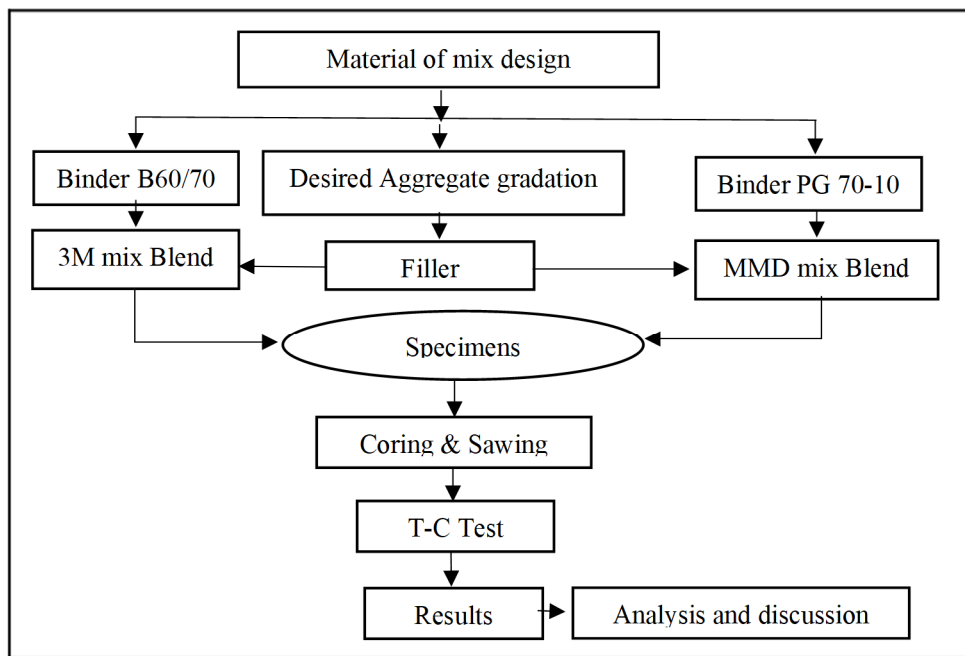 Material of mix design
Binder B60/70
Desired Aggregate gradation
Binder PG 70-10
3M mix Blend
Filler
MMD mix Blend
Specimens
Coring & Sawing
T-C Test
Results
Analysis and discussion